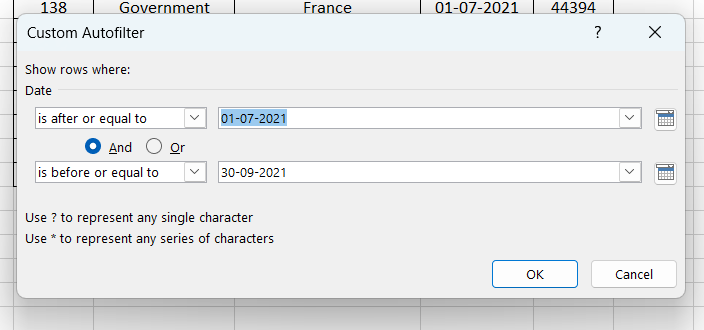 138 Government France 01-07-2021 44394
Custom Autofilter ?
Show rows where:
Date
is after or equal to 01-07-2021
And Or
is before or equal to 30-09-2021
Use ? to represent any single character
Use * to represent any series of characters
OK Cancel